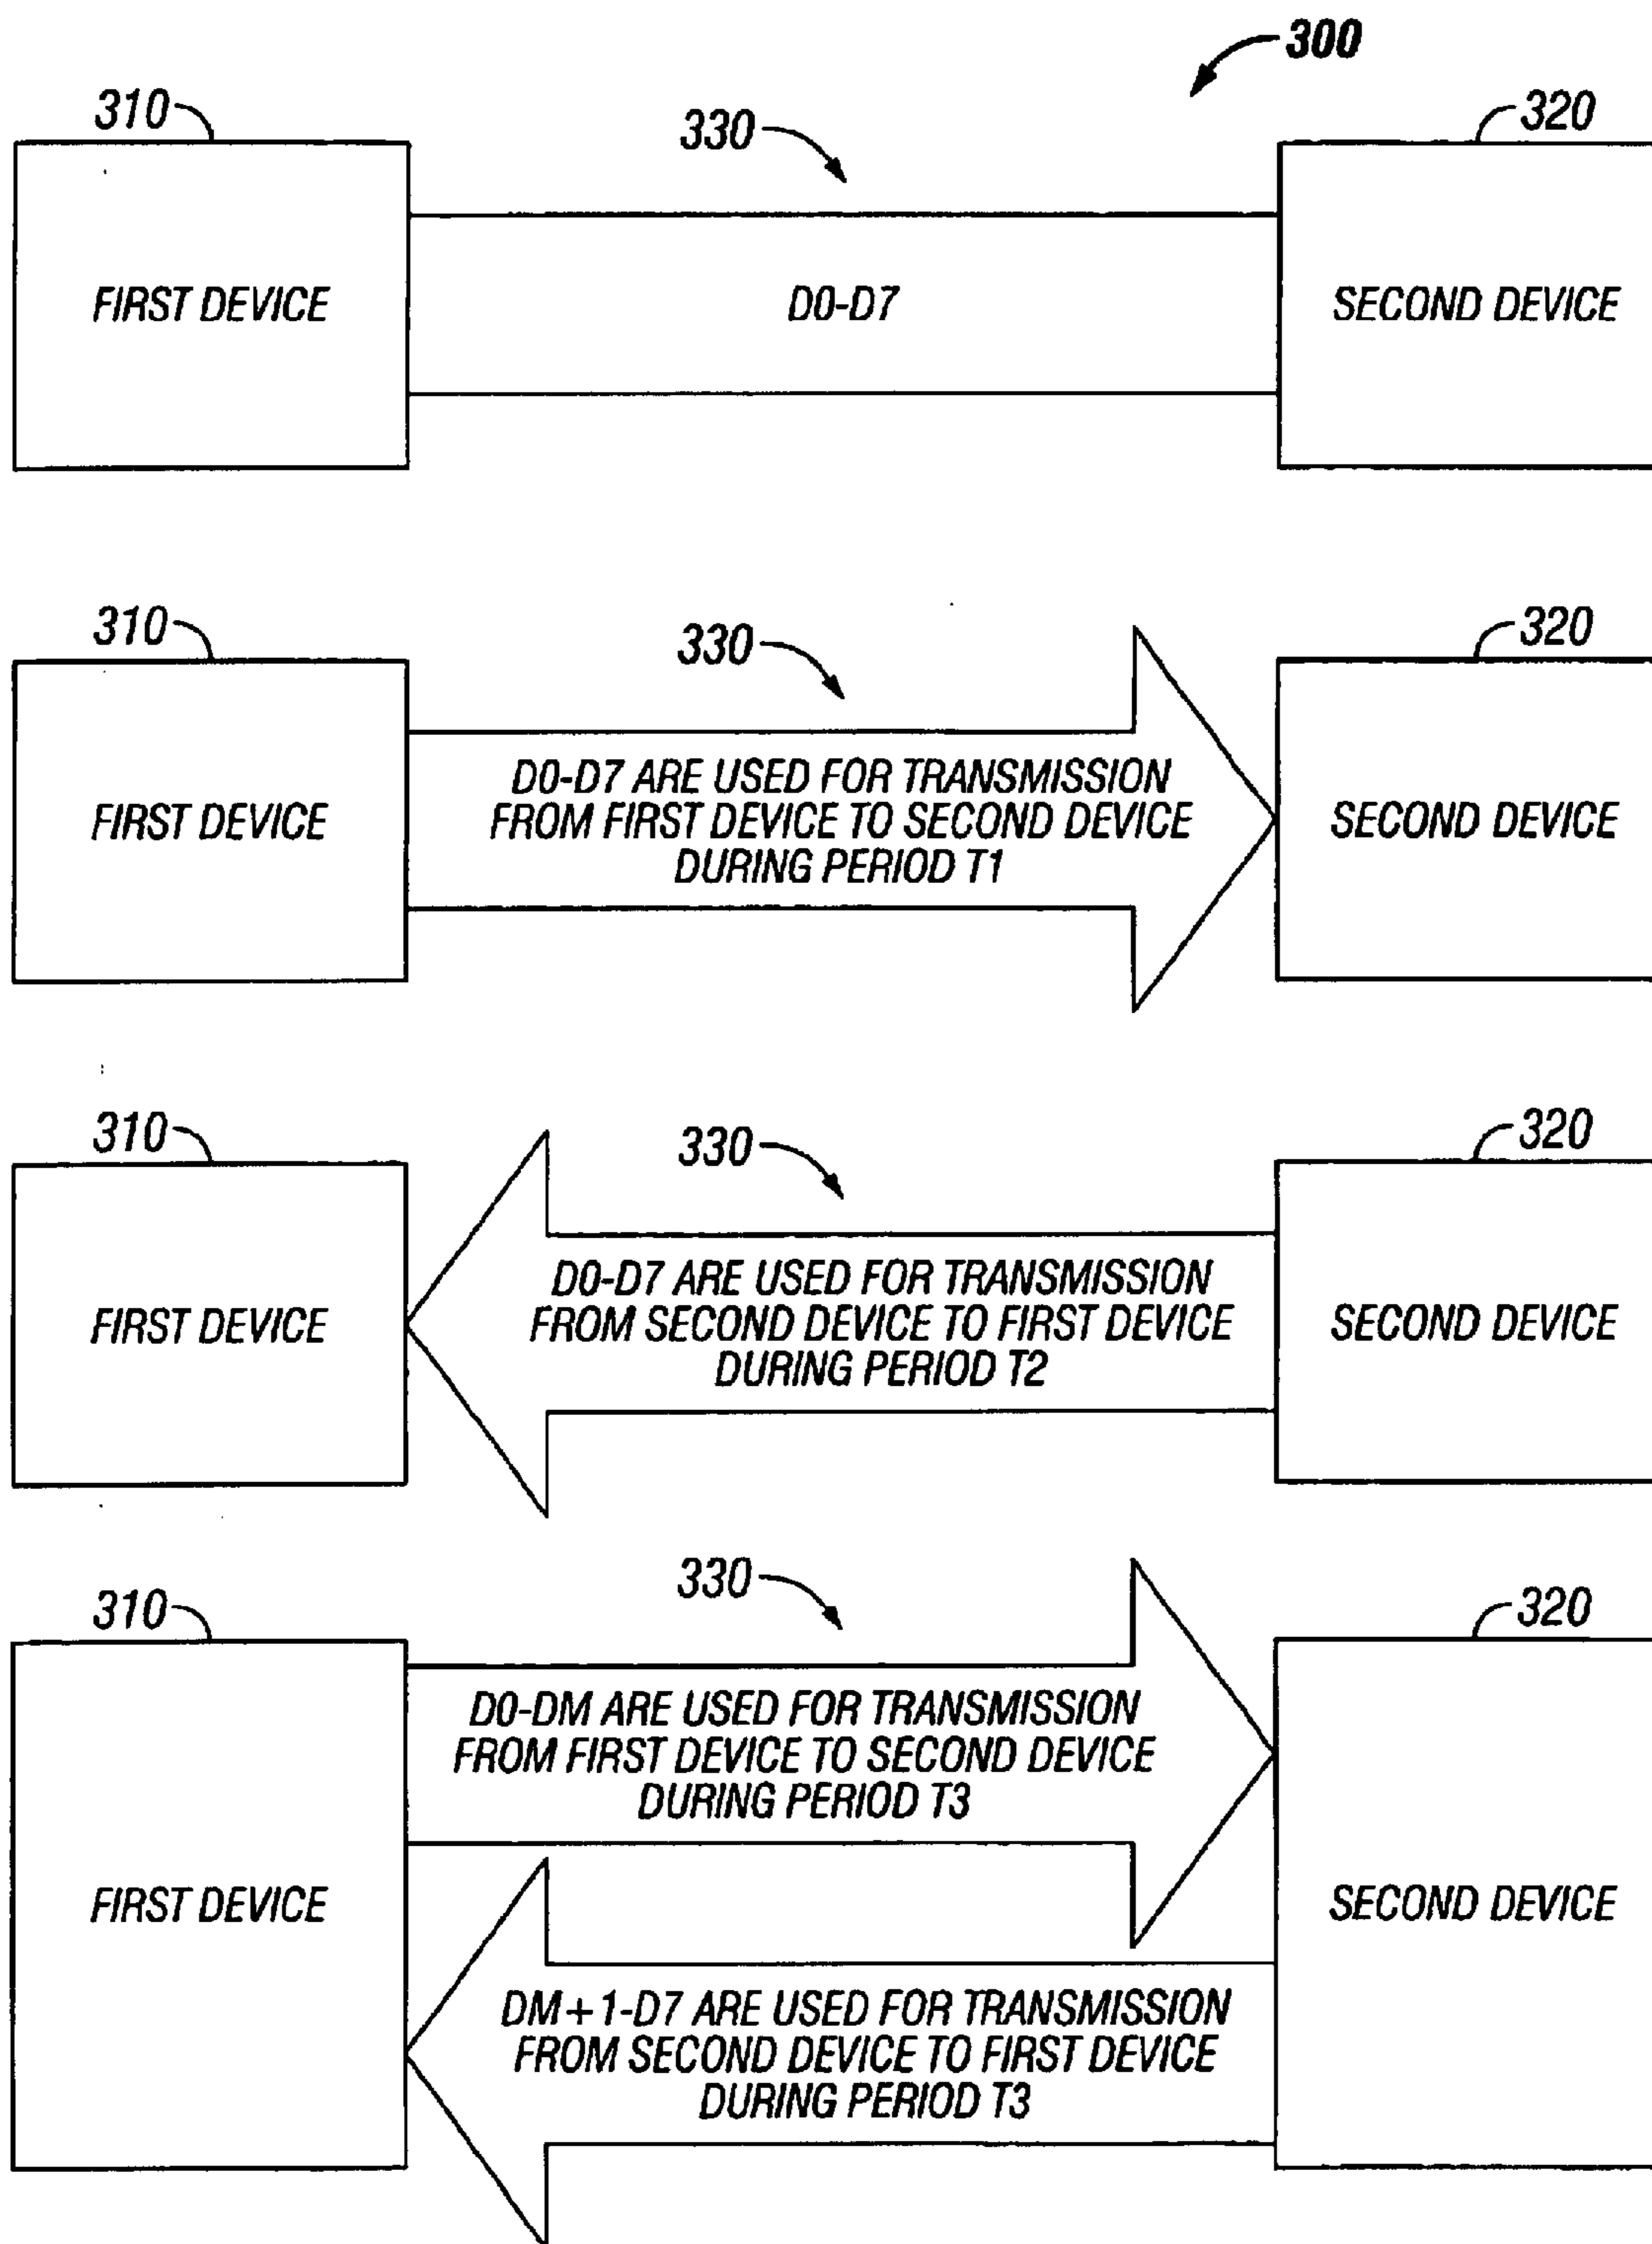 300
310
330
320
FIRST DEVICE
D0-D7
SECOND DEVICE
310
330
320
FIRST DEVICE
D0-D7 ARE USED FOR TRANSMISSION
FROM FIRST DEVICE TO SECOND DEVICE
DURING PERIOD T1
SECOND DEVICE
310
330
320
FIRST DEVICE
D0-D7 ARE USED FOR TRANSMISSION
FROM SECOND DEVICE TO FIRST DEVICE
DURING PERIOD T2
SECOND DEVICE
310
330
320
D0-DM ARE USED FOR TRANSMISSION
FROM FIRST DEVICE TO SECOND DEVICE
DURING PERIOD T3
FIRST DEVICE
SECOND DEVICE
DM+1-D7 ARE USED FOR TRANSMISSION
FROM SECOND DEVICE TO FIRST DEVICE
DURING PERIOD T3